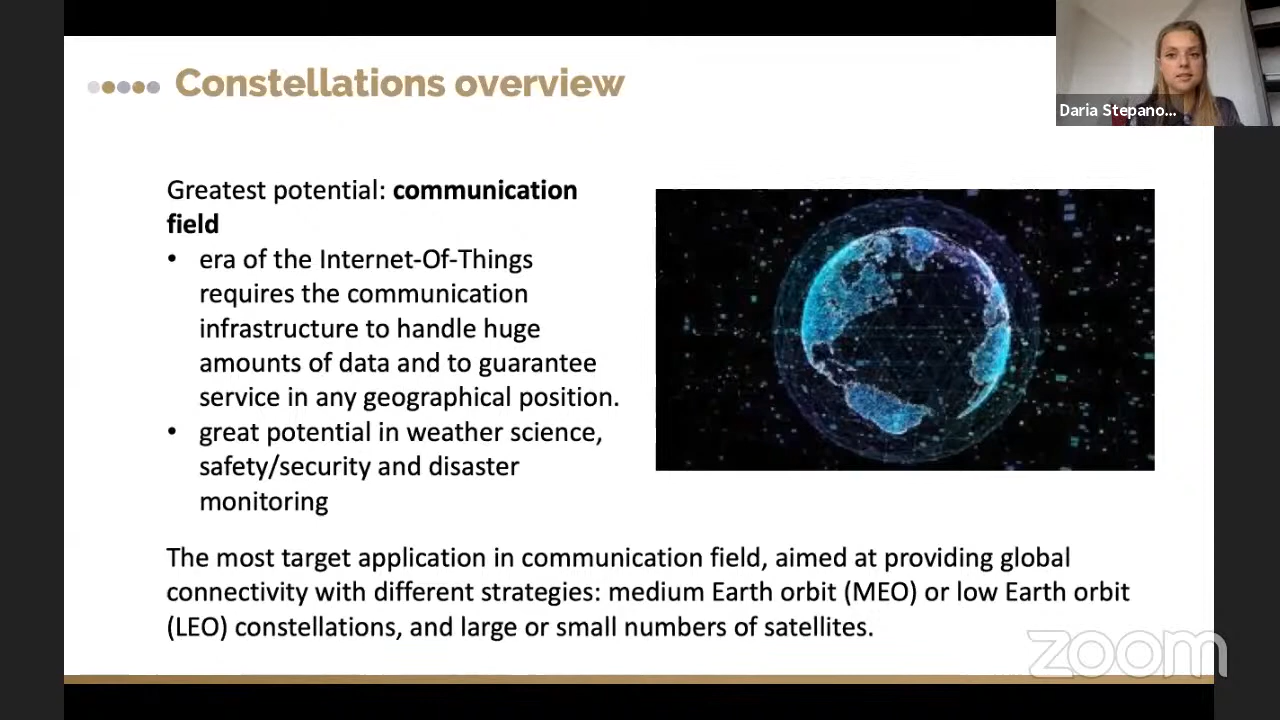 Constellations overview
Daria Stepano...
Greatest potential: communication
field
• era of the Internet-Of-Things
requires the communication
infrastructure to handle huge
amounts of data and to guarantee
service in any geographical position.
• great potential in weather science,
safety/security and disaster
monitoring
The most target application in communication field, aimed at providing global
connectivity with different strategies: medium Earth orbit (MEO) or low Earth orbit
(LEO) constellations, and large or small numbers of satellites.
zoom